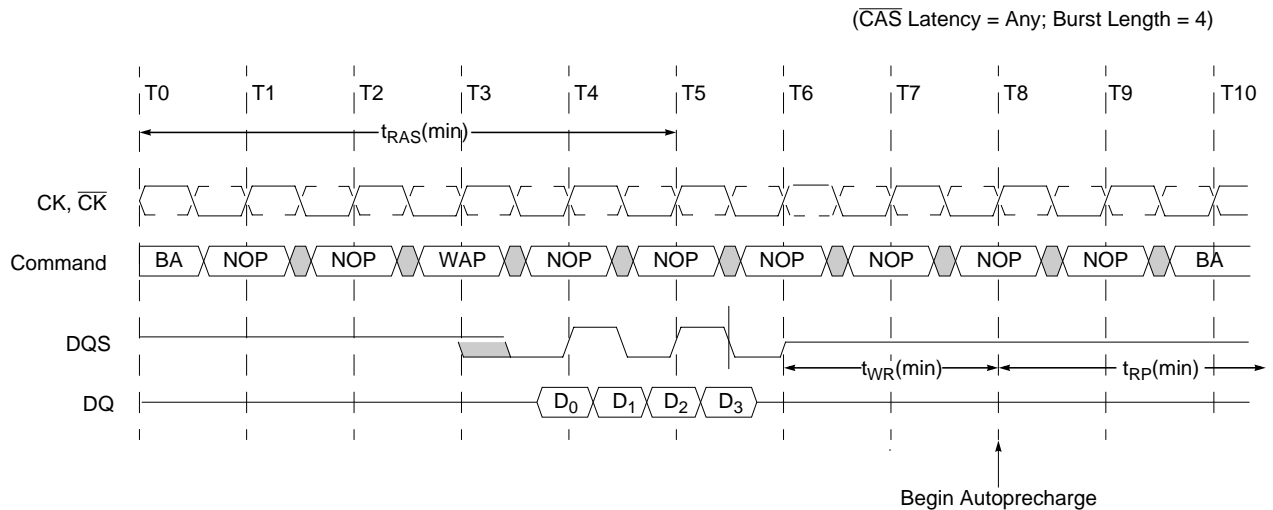 (C̅A̅S̅ Latency = Any; Burst Length = 4)
T0 T1 T2 T3 T4 T5 T6 T7 T8 T9 T10
tRAS(min)
CK, C̅K̅
Command BA NOP NOP WAP NOP NOP NOP NOP NOP NOP BA
DQS
tWR(min) tRP(min)
DQ D0 D1 D2 D3
Begin Autoprecharge